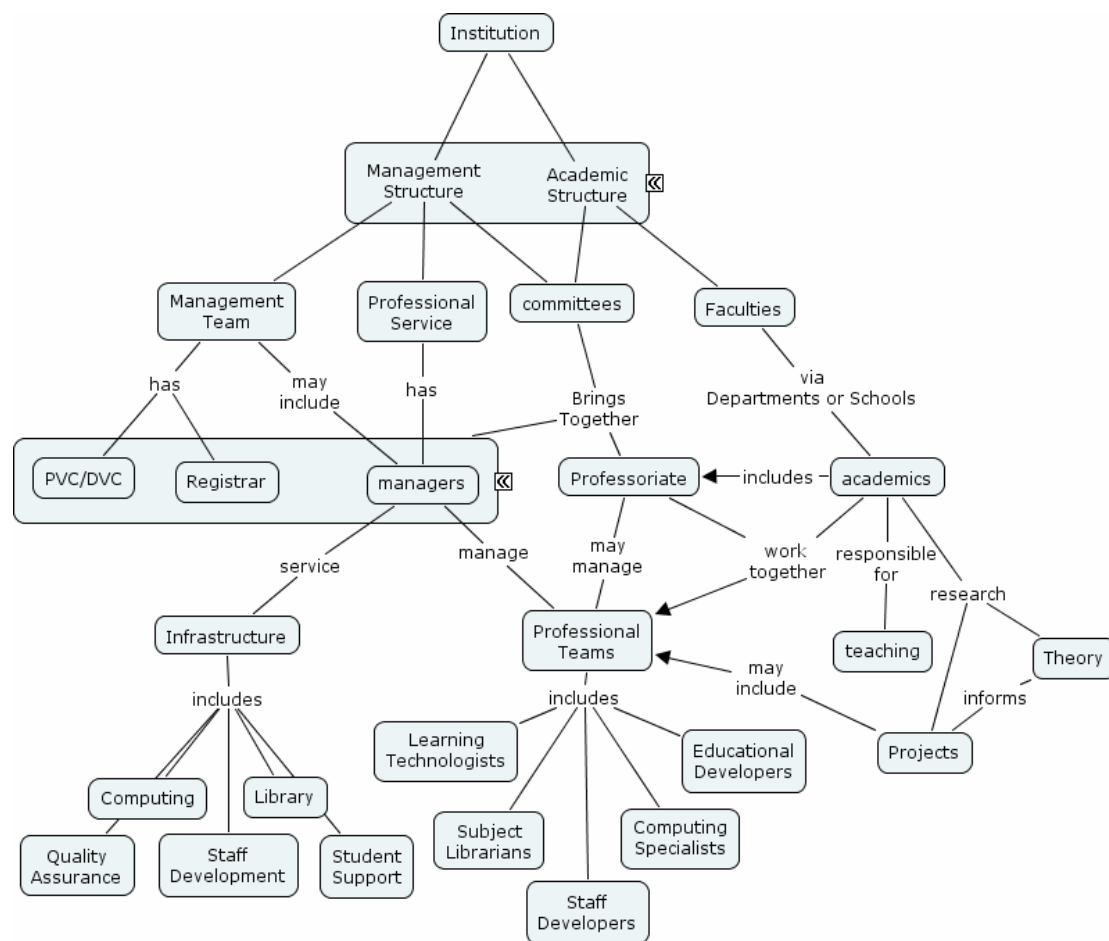 Institution
Management
Structure
Academic
Structure
Management
Team
Professional
Service
committees
Faculties
has
may
include
has
Brings
Together
via
Departments or Schools
PVC/DVC
Registrar
managers
Professoriate
includes
academics
service
manage
may
manage
work
together
responsible
for
research
Infrastructure
Professional
Teams
teaching
Theory
includes
includes
may
include
informs
Learning
Technologists
Educational
Developers
Projects
Computing
Library
Subject
Librarians
Computing
Specialists
Quality
Assurance
Staff
Development
Student
Support
Staff
Developers